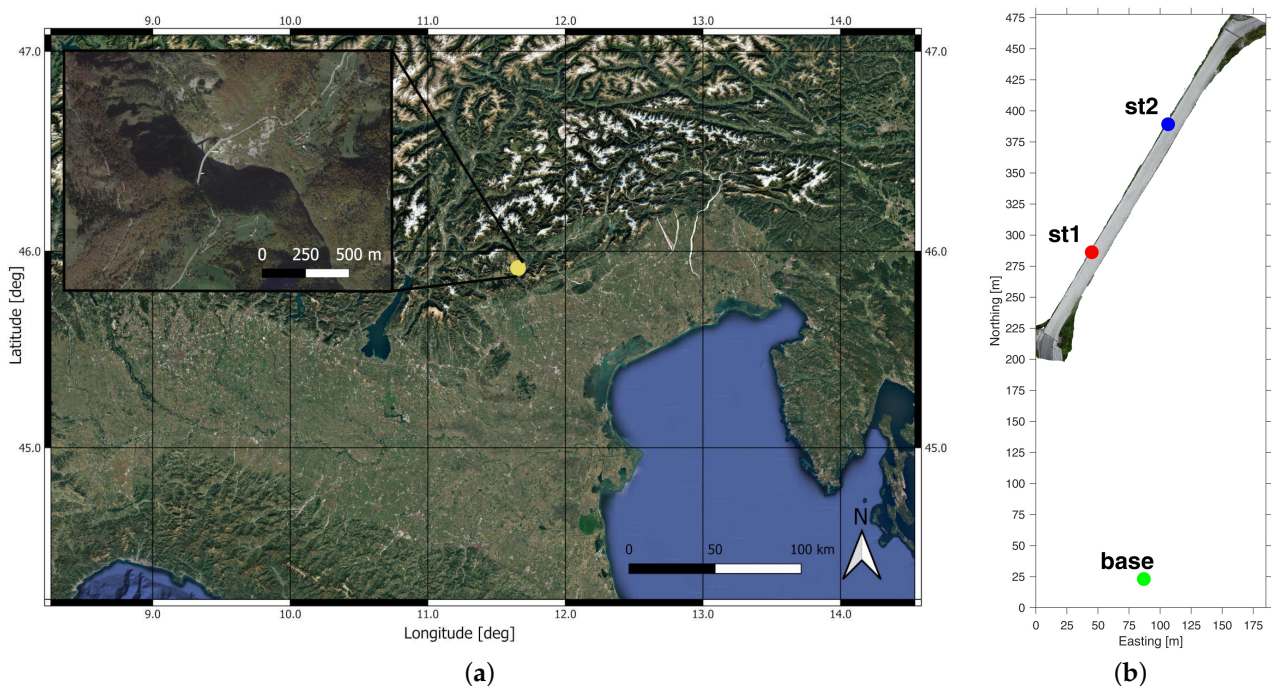 9.0 10.0 11.0 12.0 13.0 14.0
47.0 47.0
0 250 500 m
46.0 46.0
Latitude [deg]
45.0 45.0
N
0 50 100 km
9.0 10.0 11.0 12.0 13.0 14.0
Longitude [deg]
(a)
475
450
425
400
375
350
325
300
275
250
225
200
175
150
125
100
75
50
25
0
Northing [m]
st2
st1
base
0 25 50 75 100 125 150 175
Easting [m]
(b)